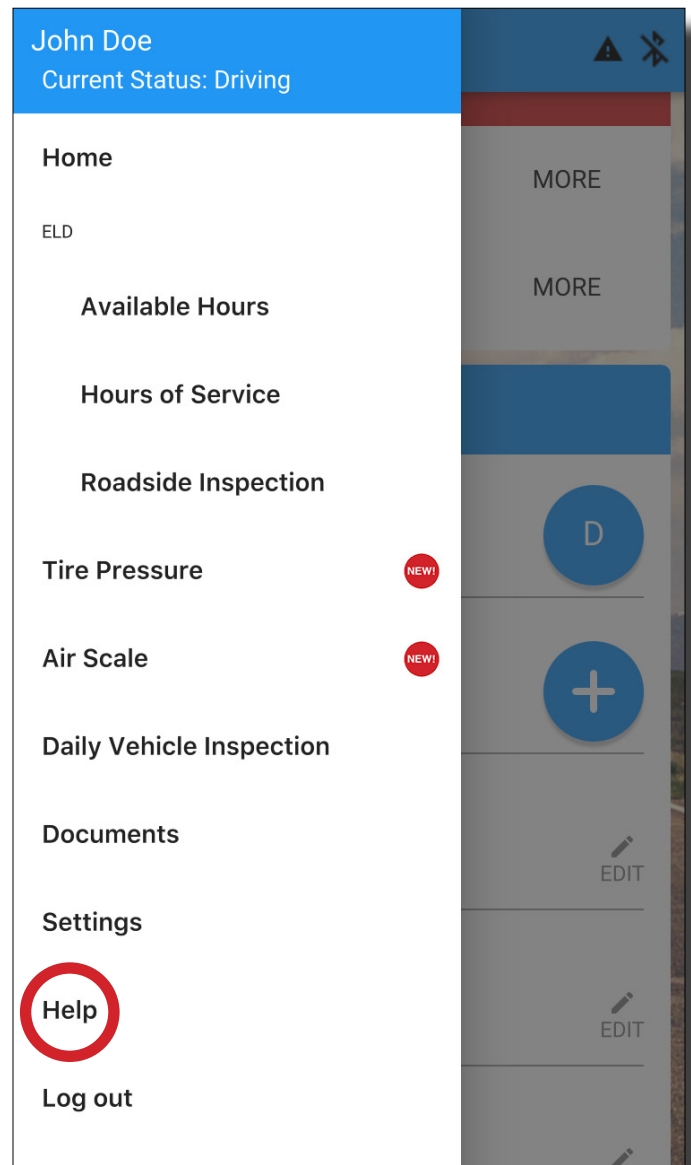 John Doe
Current Status: Driving
Home
MORE
ELD
MORE
Available Hours
Hours of Service
Roadside Inspection
D
Tire Pressure NEW!
Air Scale NEW!
Daily Vehicle Inspection
Documents
EDIT
Settings
Help
EDIT
Log out